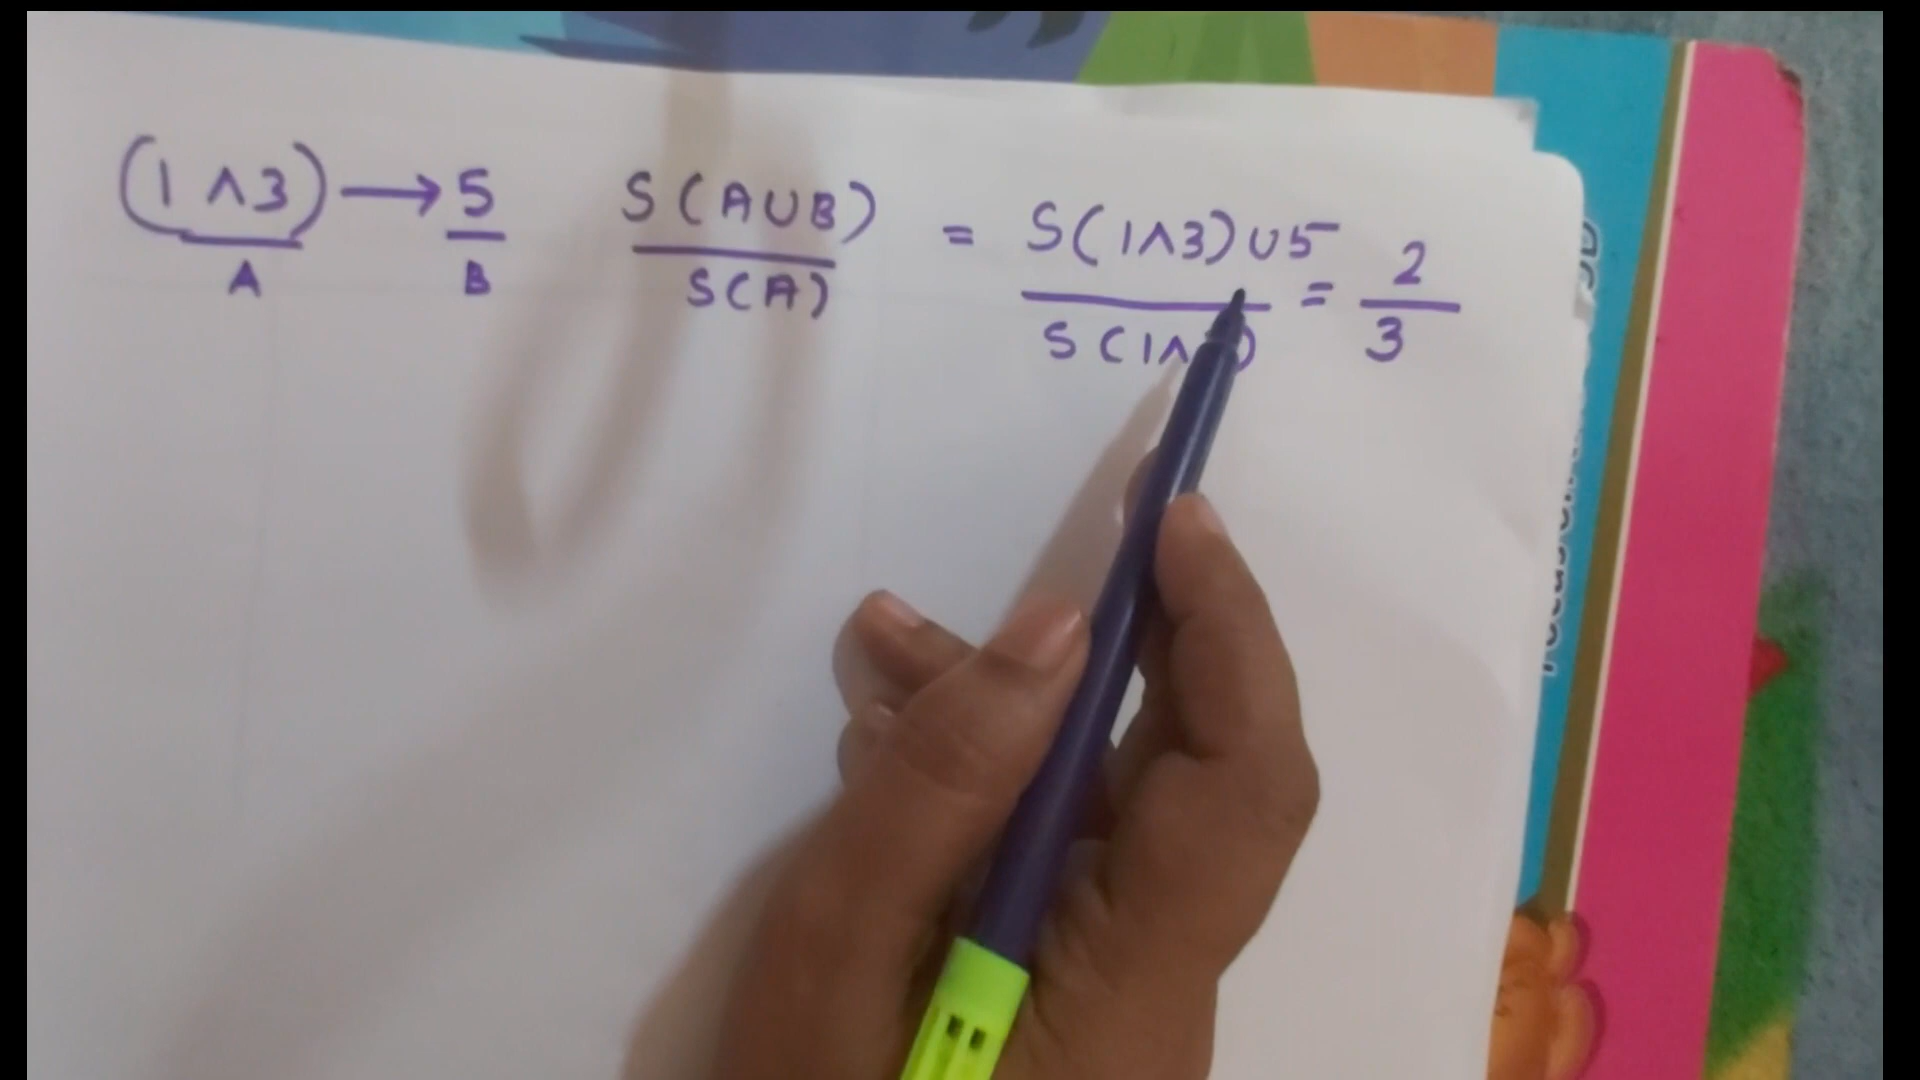 (1 ∧ 3) → 5 S(A∪B) = S(1∧3)∪5 = 2
A B S(A) S(1∧ ) 3